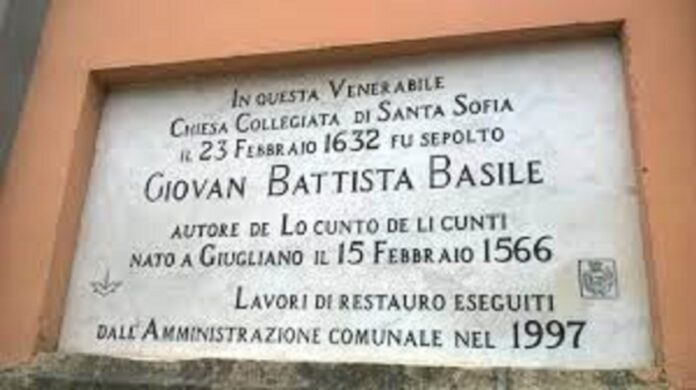 In questa Venerabile
Chiesa Collegiata di Santa Sofia
il 23 Febbraio 1632 fu sepolto
Giovan Battista Basile
autore de Lo cunto de li cunti
nato a Giugliano il 15 Febbraio 1566
Lavori di restauro eseguiti
dall'Amministrazione comunale nel 1997